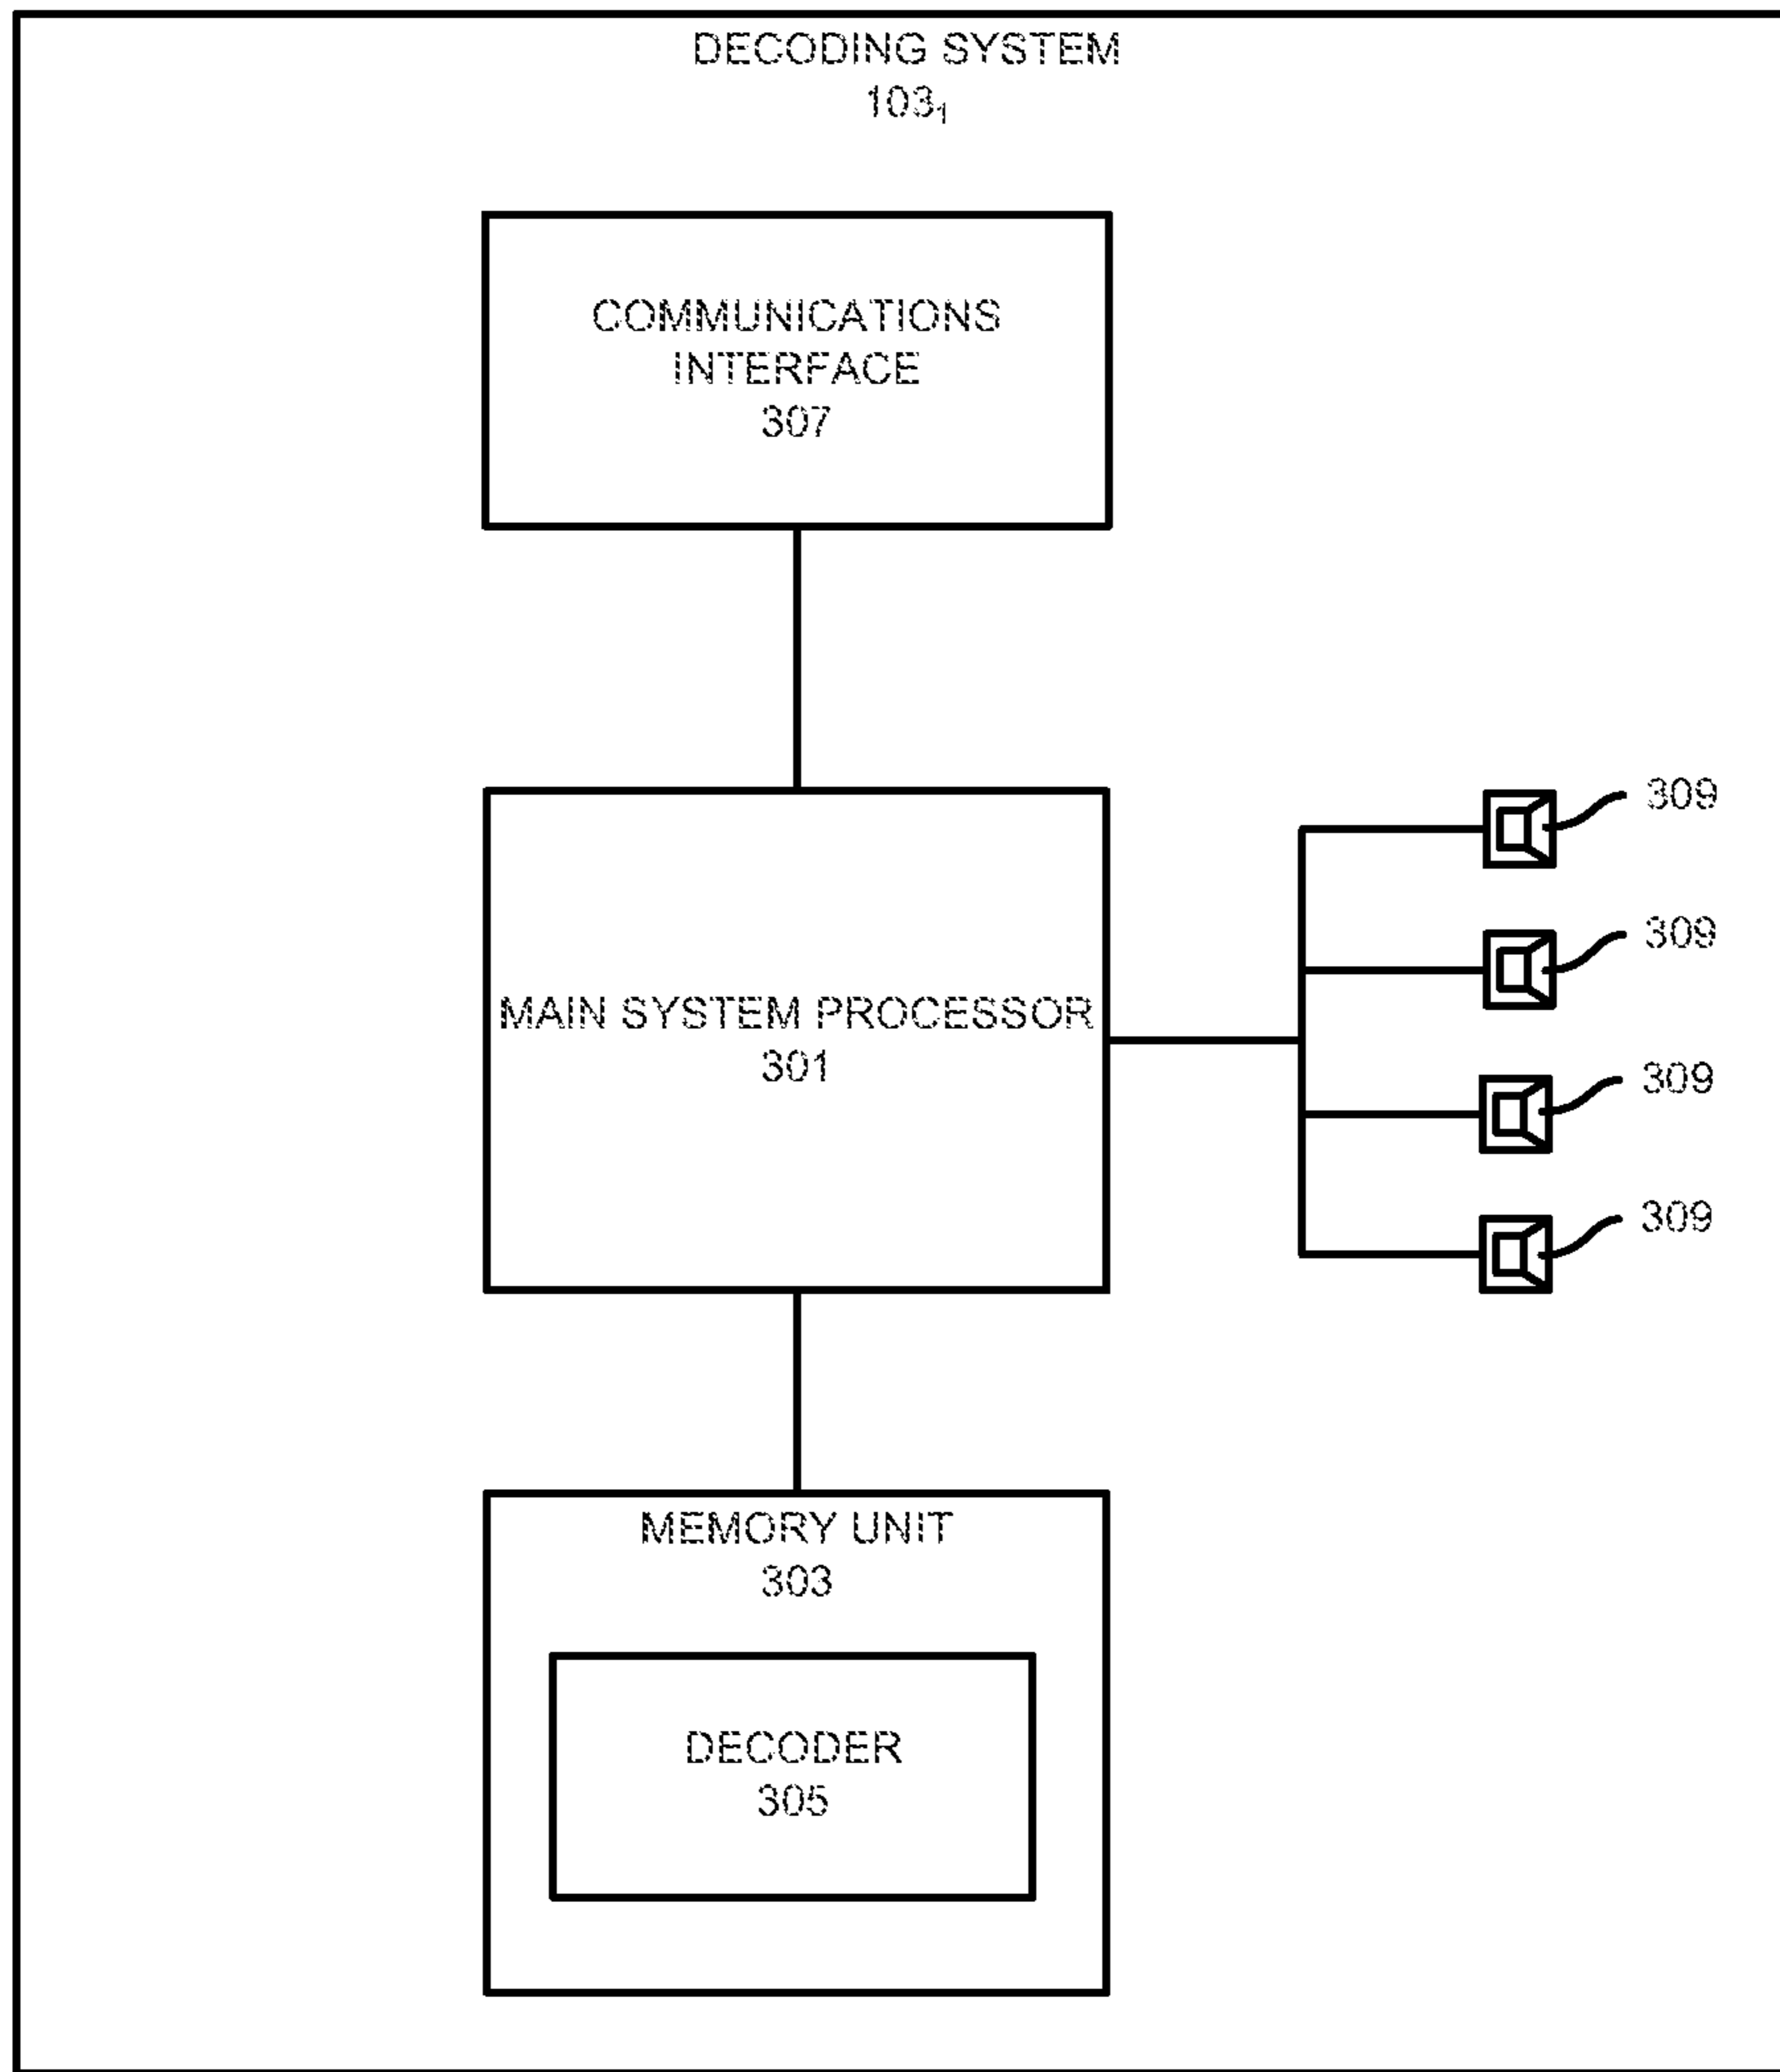 DECODING SYSTEM
103₁
COMMUNICATIONS
INTERFACE
307
MAIN SYSTEM PROCESSOR
301
309
309
309
309
MEMORY UNIT
303
DECODER
305